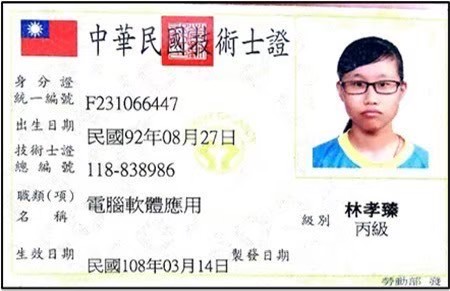 中華民國技術士證
身分證
統一編號 F231066447
出生日期
民國92年08月27日
技術士證
總編號 118-838986
職類(項)
名稱 電腦軟體應用
林孝瑧
級別 丙級
生效日期 製發日期
民國108年03月14日
勞動部 發